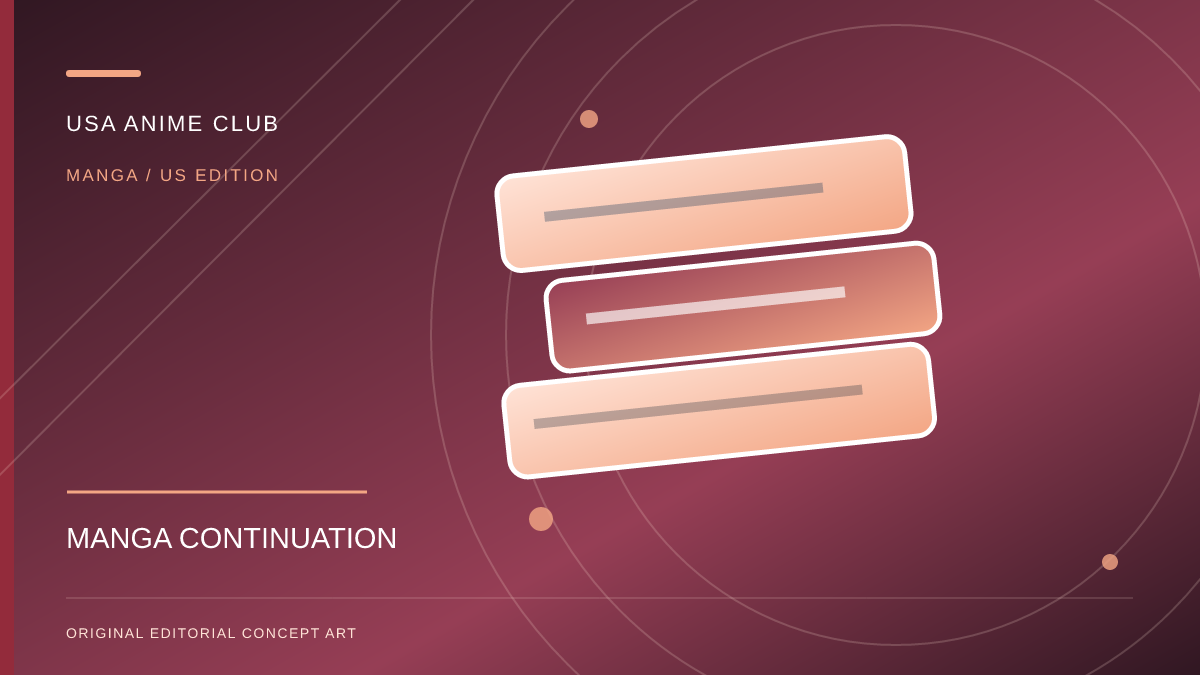 USA ANIME CLUB
MANGA / US EDITION
MANGA CONTINUATION
ORIGINAL EDITORIAL CONCEPT ART